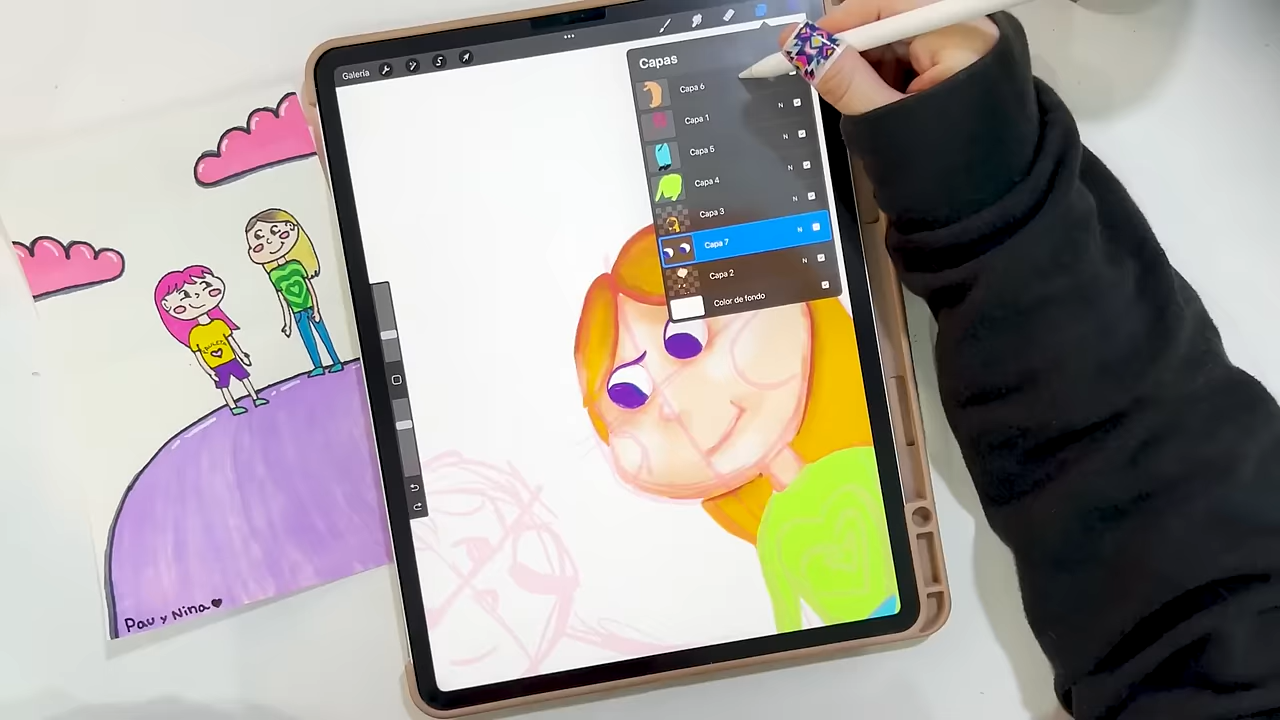 Galería
Capas
Capa 6
Capa 1
N
Capa 5
N
Capa 4
N
Capa 3
N
Capa 7
N
Capa 2
N
Color de fondo
Pau y Nina